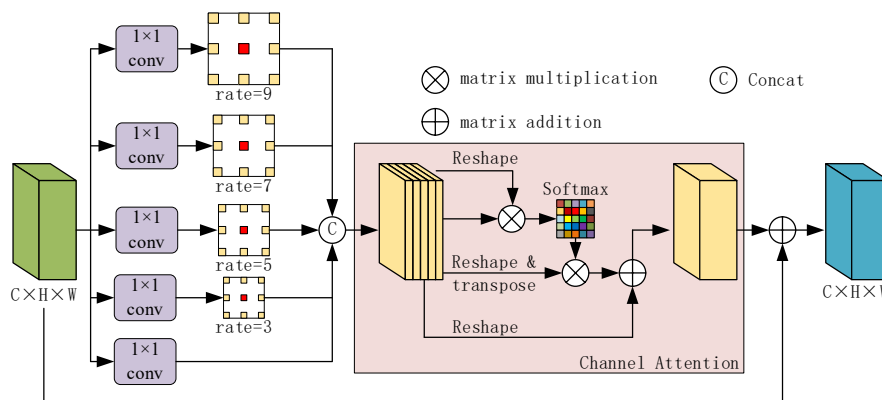 1×1
conv
rate=9
1×1
conv
rate=7
1×1
conv
rate=5
1×1
conv
rate=3
1×1
conv
C×H×W
C
matrix multiplication
C
Concat
matrix addition
Reshape
Softmax
Reshape &
transpose
Reshape
Channel Attention
C×H×W